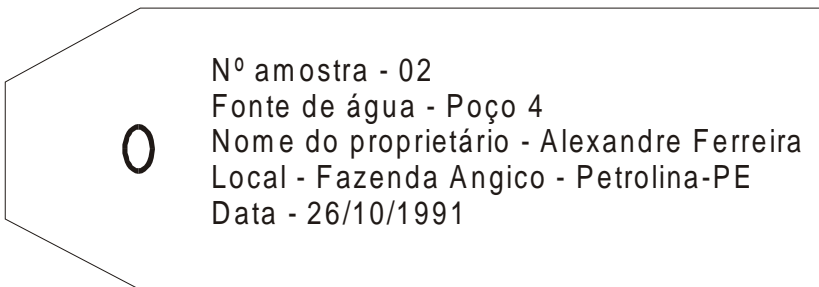 Nº amostra - 02
Fonte de água - Poço 4
Nome do proprietário - Alexandre Ferreira
Local - Fazenda Angico - Petrolina-PE
Data - 26/10/1991